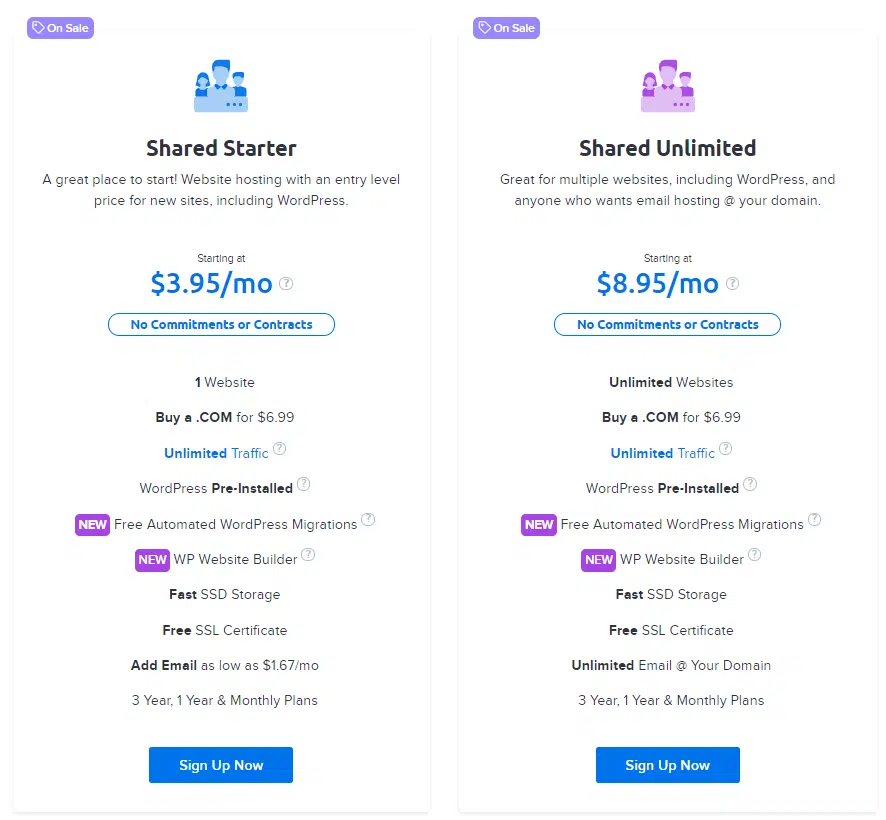 On Sale
Shared Starter
A great place to start! Website hosting with an entry level
price for new sites, including WordPress.
Starting at
$3.95/mo ?
No Commitments or Contracts
1 Website
Buy a .COM for $6.99
Unlimited Traffic ?
WordPress Pre-Installed ?
NEW Free Automated WordPress Migrations ?
NEW WP Website Builder ?
Fast SSD Storage
Free SSL Certificate
Add Email as low as $1.67/mo
3 Year, 1 Year & Monthly Plans
Sign Up Now
On Sale
Shared Unlimited
Great for multiple websites, including WordPress, and
anyone who wants email hosting @ your domain.
Starting at
$8.95/mo ?
No Commitments or Contracts
Unlimited Websites
Buy a .COM for $6.99
Unlimited Traffic ?
WordPress Pre-Installed ?
NEW Free Automated WordPress Migrations ?
NEW WP Website Builder ?
Fast SSD Storage
Free SSL Certificate
Unlimited Email @ Your Domain
3 Year, 1 Year & Monthly Plans
Sign Up Now